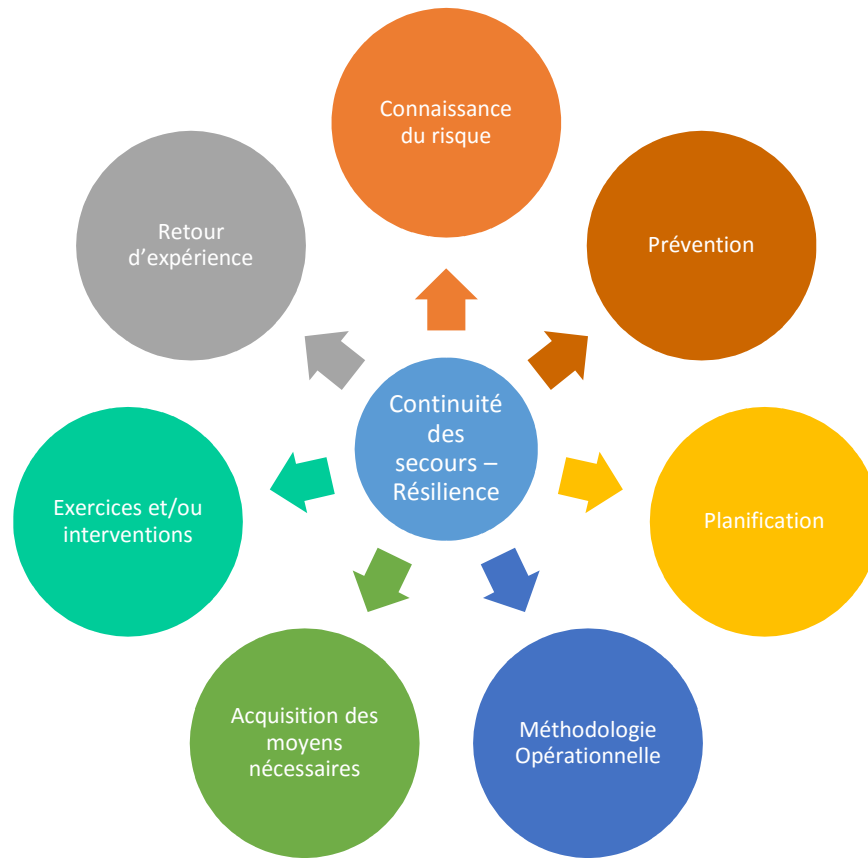 Connaissance
du risque
Prévention
Planification
Méthodologie
Opérationnelle
Acquisition des
moyens
nécessaires
Exercices et/ou
interventions
Retour
d’expérience
Continuité
des
secours –
Résilience